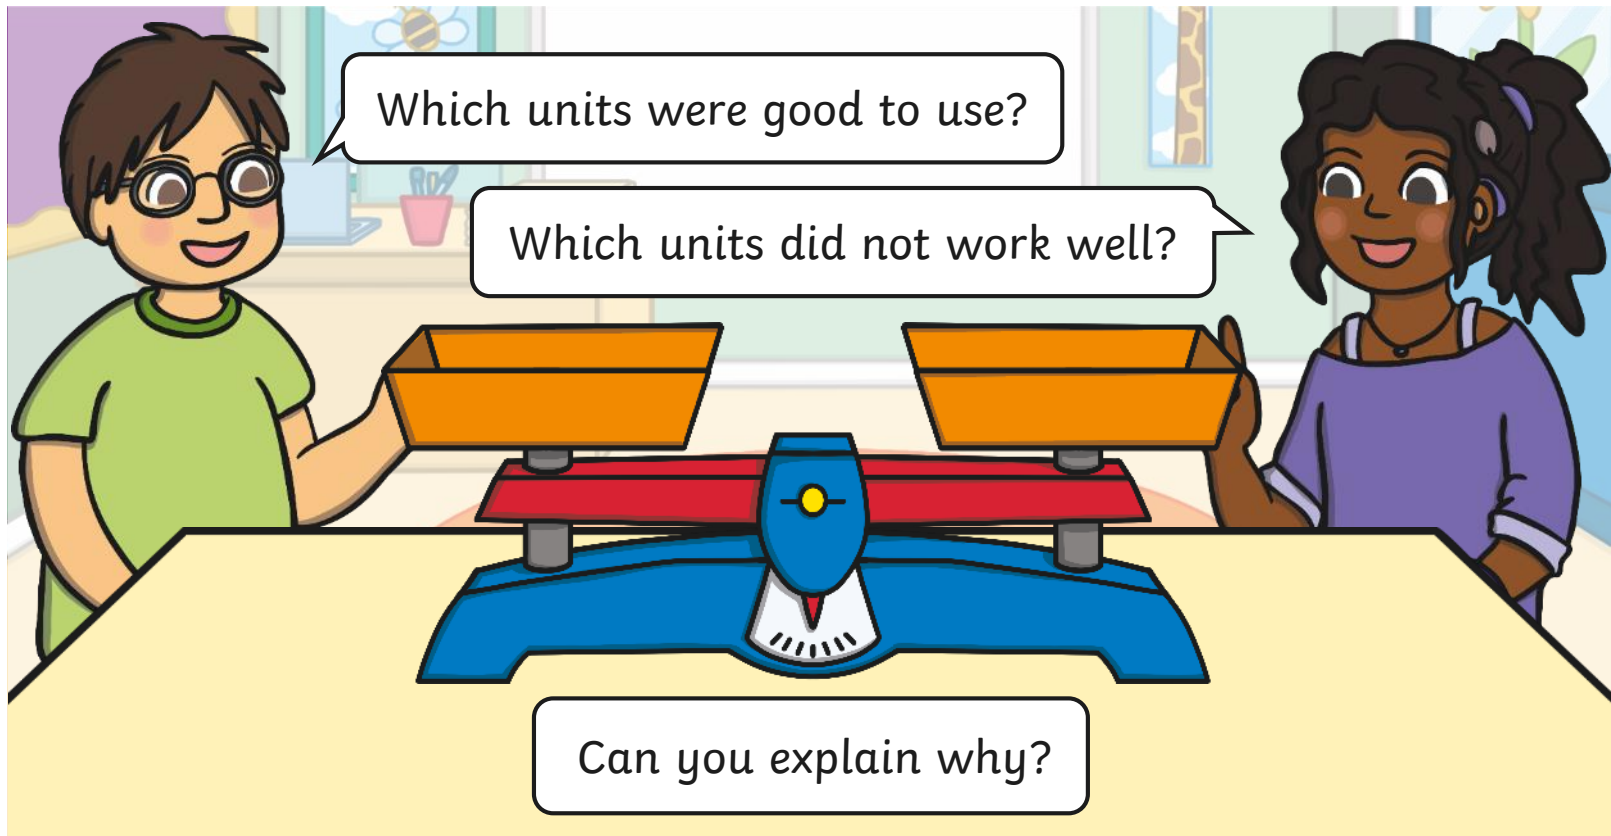 Which units were good to use?
Which units did not work well?
Can you explain why?